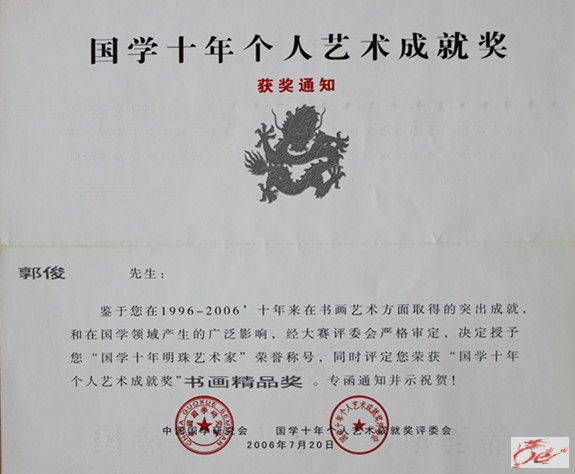 国学十年个人艺术成就奖
获奖通知
郭俊 先生：
鉴于您在1996-2006’十年来在书画艺术方面取得的突出成就，
和在国学领域产生的广泛影响，经大赛评委会严格审定，决定授予
您“国学十年明珠艺术家”荣誉称号，同时评定您荣获“国学十年
个人艺术成就奖”书画精品奖。专函通知并示祝贺！
中国国学研究会 国学十年个人艺术成就奖评委会
2006年7月20日